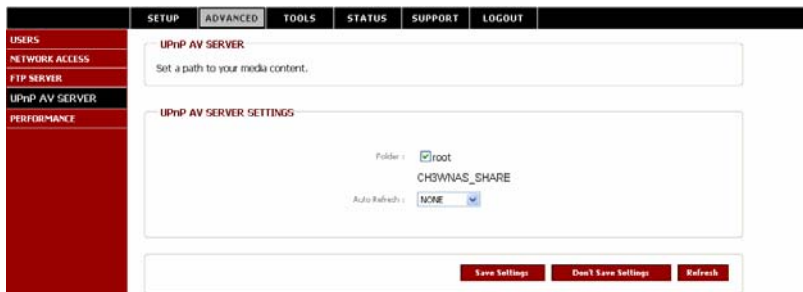 SETUP ADVANCED TOOLS STATUS SUPPORT LOGOUT
USERS
NETWORK ACCESS
FTP SERVER
UPnP AV SERVER
PERFORMANCE
UPnP AV SERVER
Set a path to your media content.
UPnP AV SERVER SETTINGS
Folder : root
CH3WNAS_SHARE
Auto Refresh : NONE
Save Settings Don't Save Settings Refresh